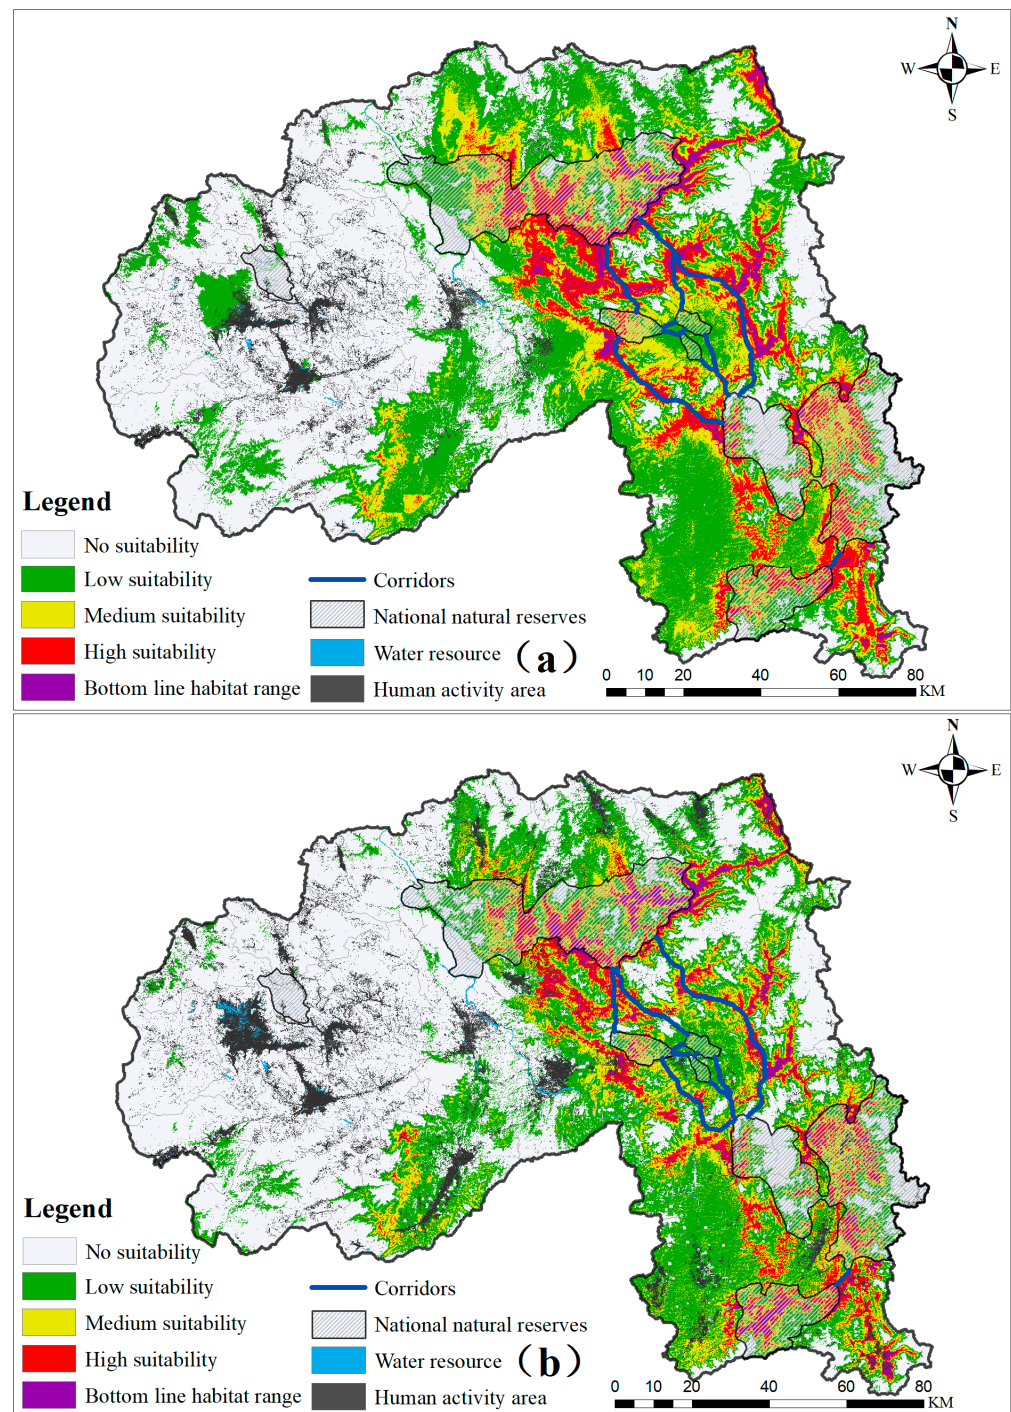 N
W E
S
Legend
No suitability
Low suitability
Medium suitability
High suitability
Bottom line habitat range
Corridors
National natural reserves
Water resource
Human activity area
（a）
0 10 20 40 60 80
KM
N
W E
S
Legend
No suitability
Low suitability
Medium suitability
High suitability
Bottom line habitat range
Corridors
National natural reserves
Water resource
Human activity area
（b）
0 10 20 40 60 80
KM